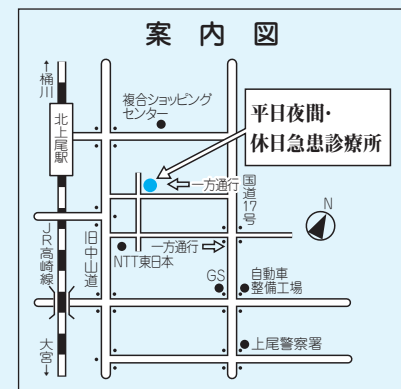 案内図
↑桶川
北上尾駅
JR高崎線
大宮↓
旧中山道
複合ショッピング
センター
平日夜間・
休日急患診療所
←一方通行
国道17号
N
一方通行→
NTT東日本
GS
自動車
整備工場
上尾警察署